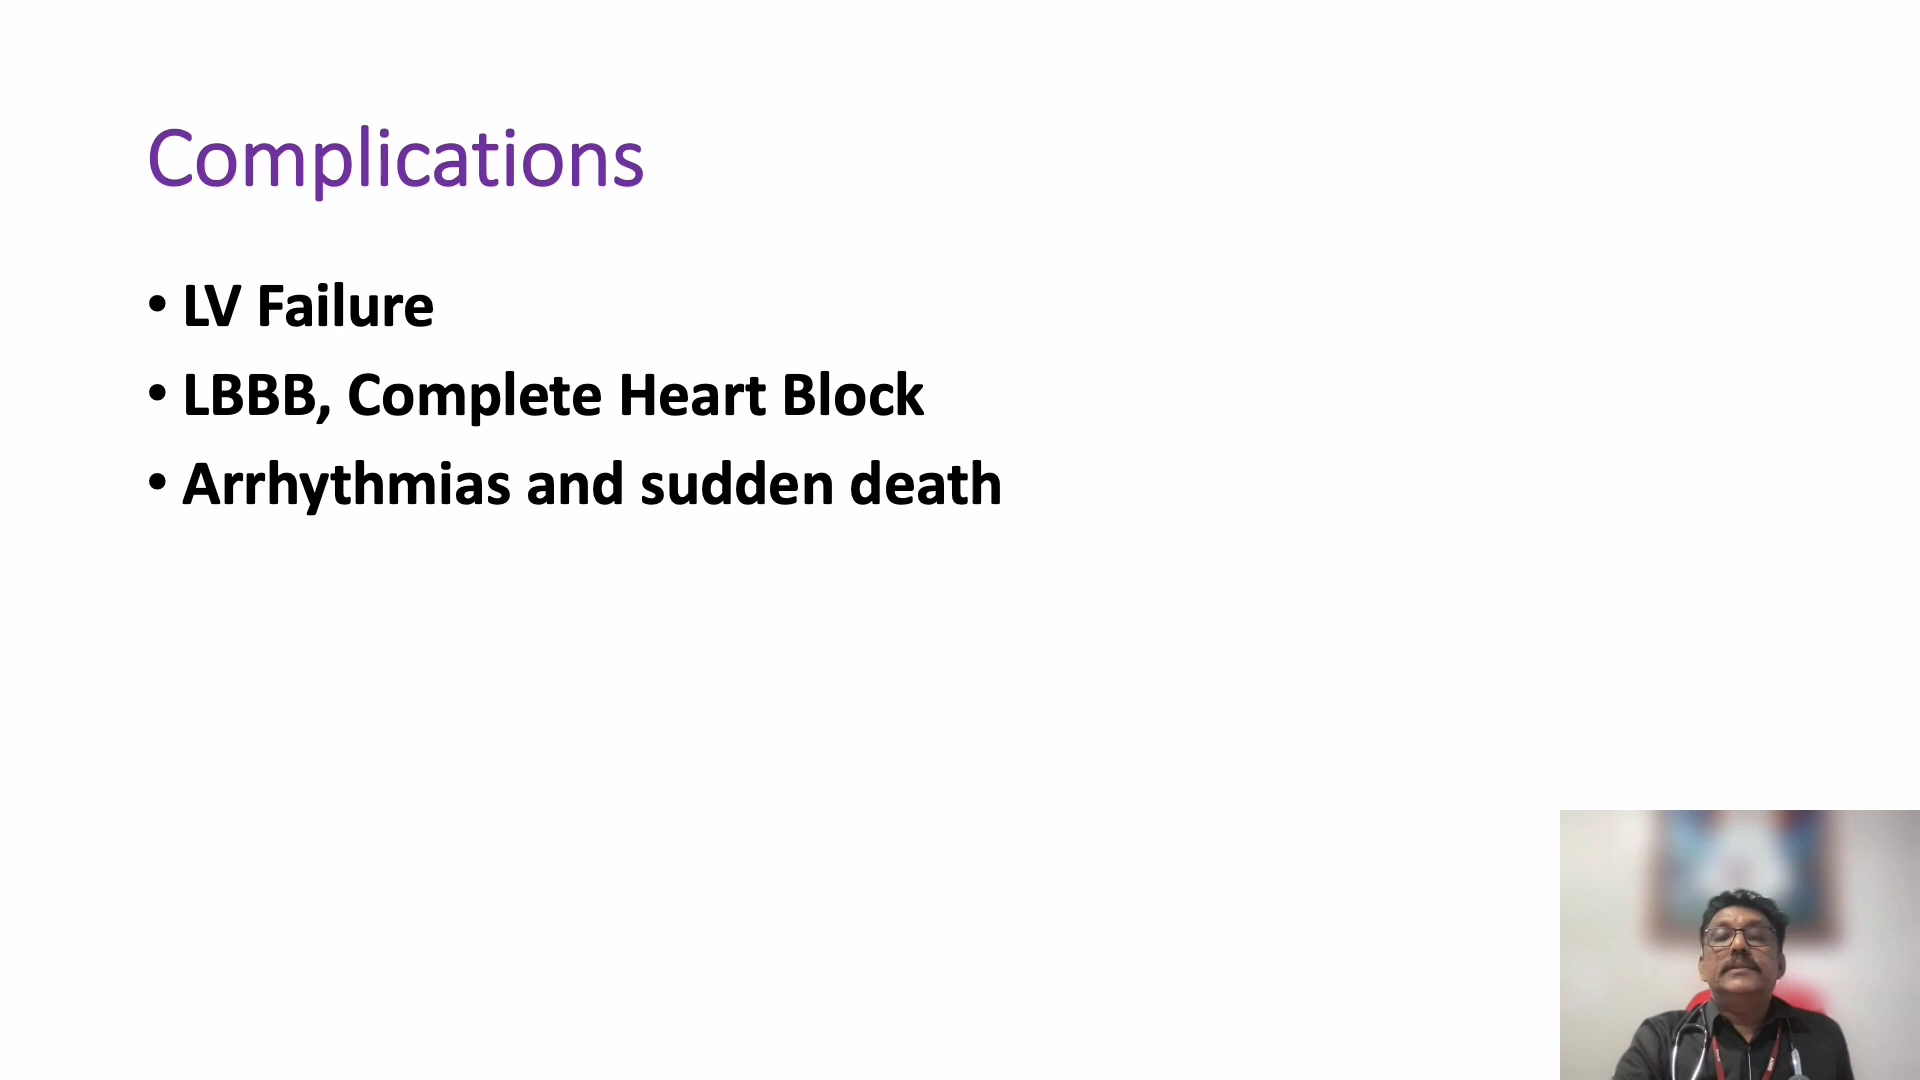 Complications
• LV Failure
• LBBB, Complete Heart Block
• Arrhythmias and sudden death